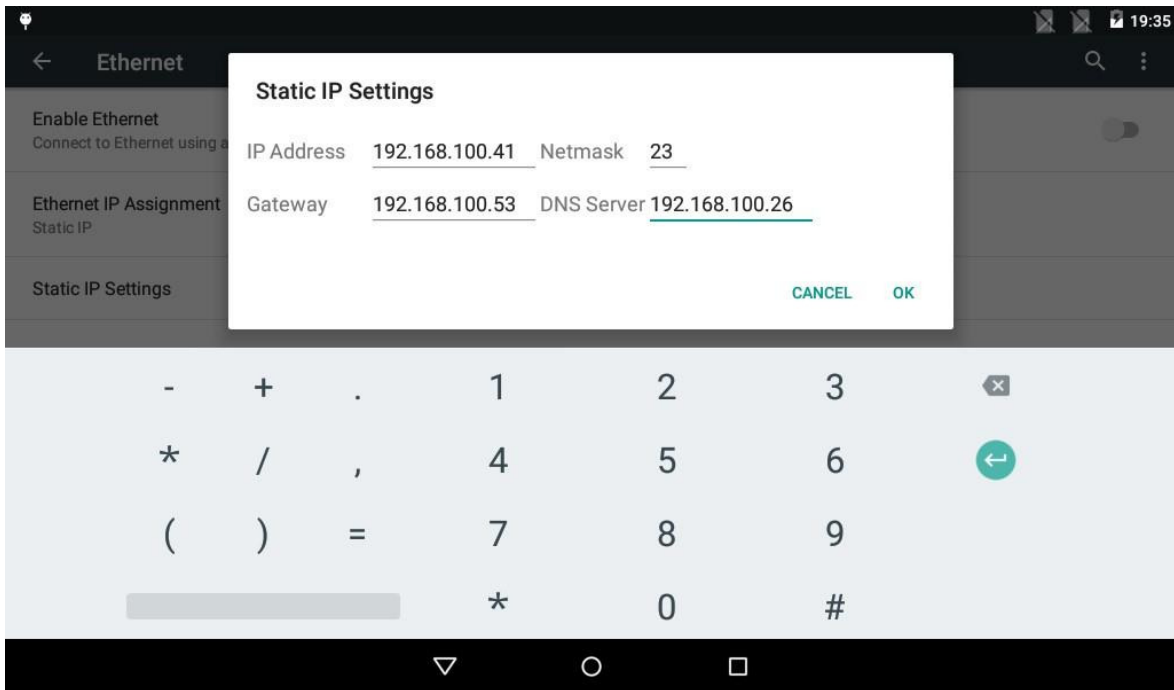 19:35
Ethernet
Enable Ethernet
Connect to Ethernet using a
Ethernet IP Assignment
Static IP
Static IP Settings
Static IP Settings
IP Address 192.168.100.41 Netmask 23
Gateway 192.168.100.53 DNS Server 192.168.100.26
CANCEL OK
- + . 1 2 3
* / , 4 5 6
( ) = 7 8 9
* 0 #